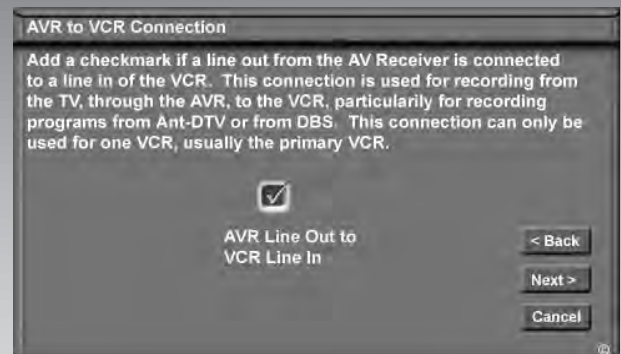 AVR to VCR Connection
Add a checkmark if a line out from the AV Receiver is connected
to a line in of the VCR. This connection is used for recording from
the TV, through the AVR, to the VCR, particularily for recording
programs from Ant-DTV or from DBS. This connection can only be
used for one VCR, usually the primary VCR.
AVR Line Out to
VCR Line In
< Back
Next >
Cancel
©